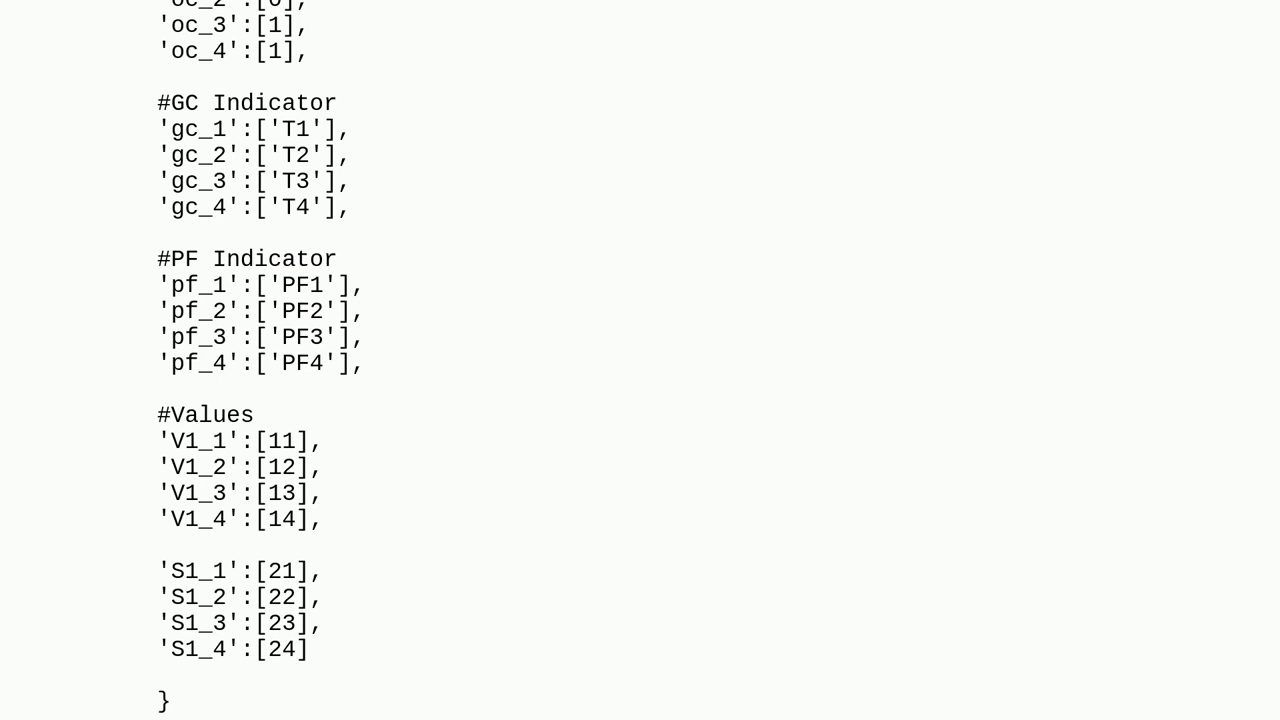 'oc_2':[0],
'oc_3':[1],
'oc_4':[1],
#GC Indicator
'gc_1':['T1'],
'gc_2':['T2'],
'gc_3':['T3'],
'gc_4':['T4'],
#PF Indicator
'pf_1':['PF1'],
'pf_2':['PF2'],
'pf_3':['PF3'],
'pf_4':['PF4'],
#Values
'V1_1':[11],
'V1_2':[12],
'V1_3':[13],
'V1_4':[14],
'S1_1':[21],
'S1_2':[22],
'S1_3':[23],
'S1_4':[24]
}